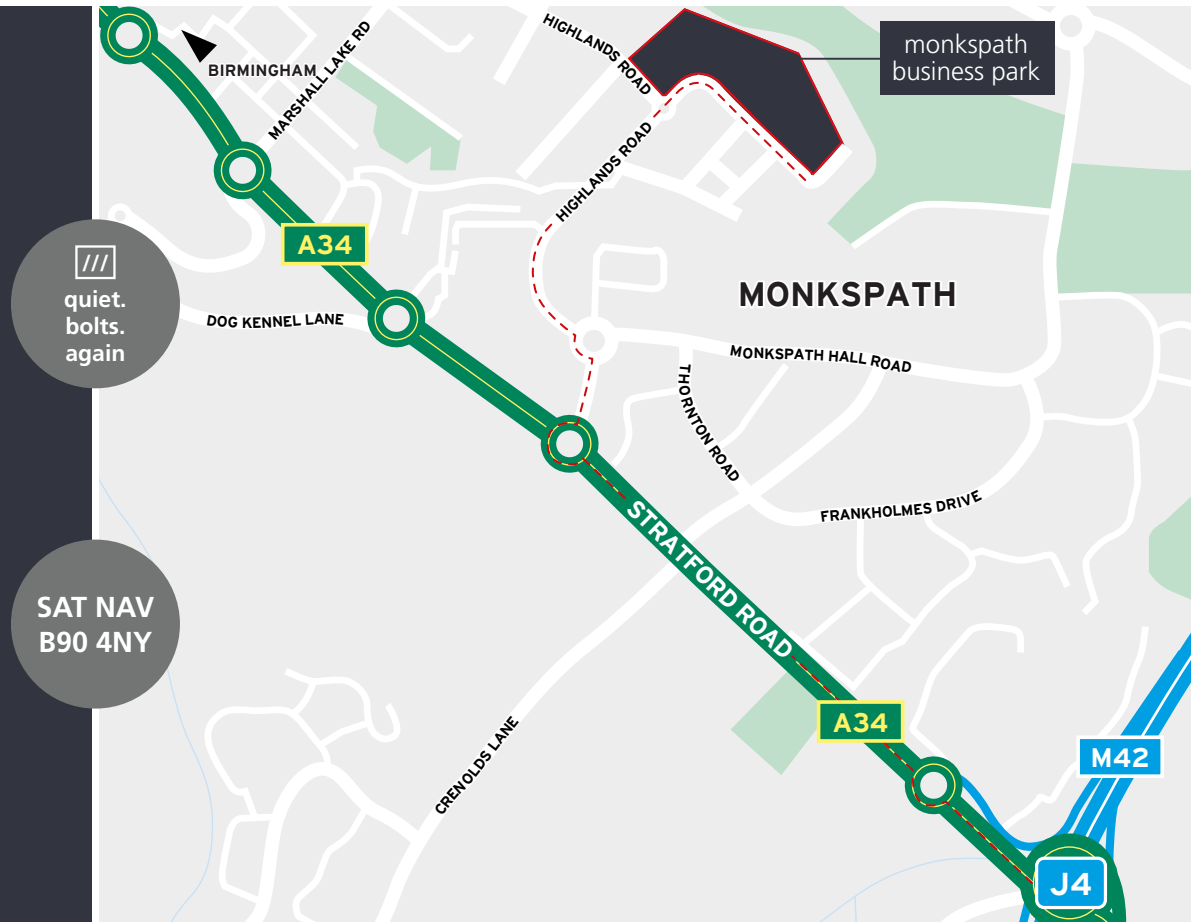 HIGHLANDS ROAD
monkspath
business park
BIRMINGHAM
MARSHALL LAKE RD
HIGHLANDS ROAD
A34
///
quiet.
bolts.
again
MONKSPATH
DOG KENNEL LANE
MONKSPATH HALL ROAD
THORNTON ROAD
FRANKHOLMES DRIVE
STRATFORD ROAD
SAT NAV
B90 4NY
A34
M42
CRENOLDS LANE
J4